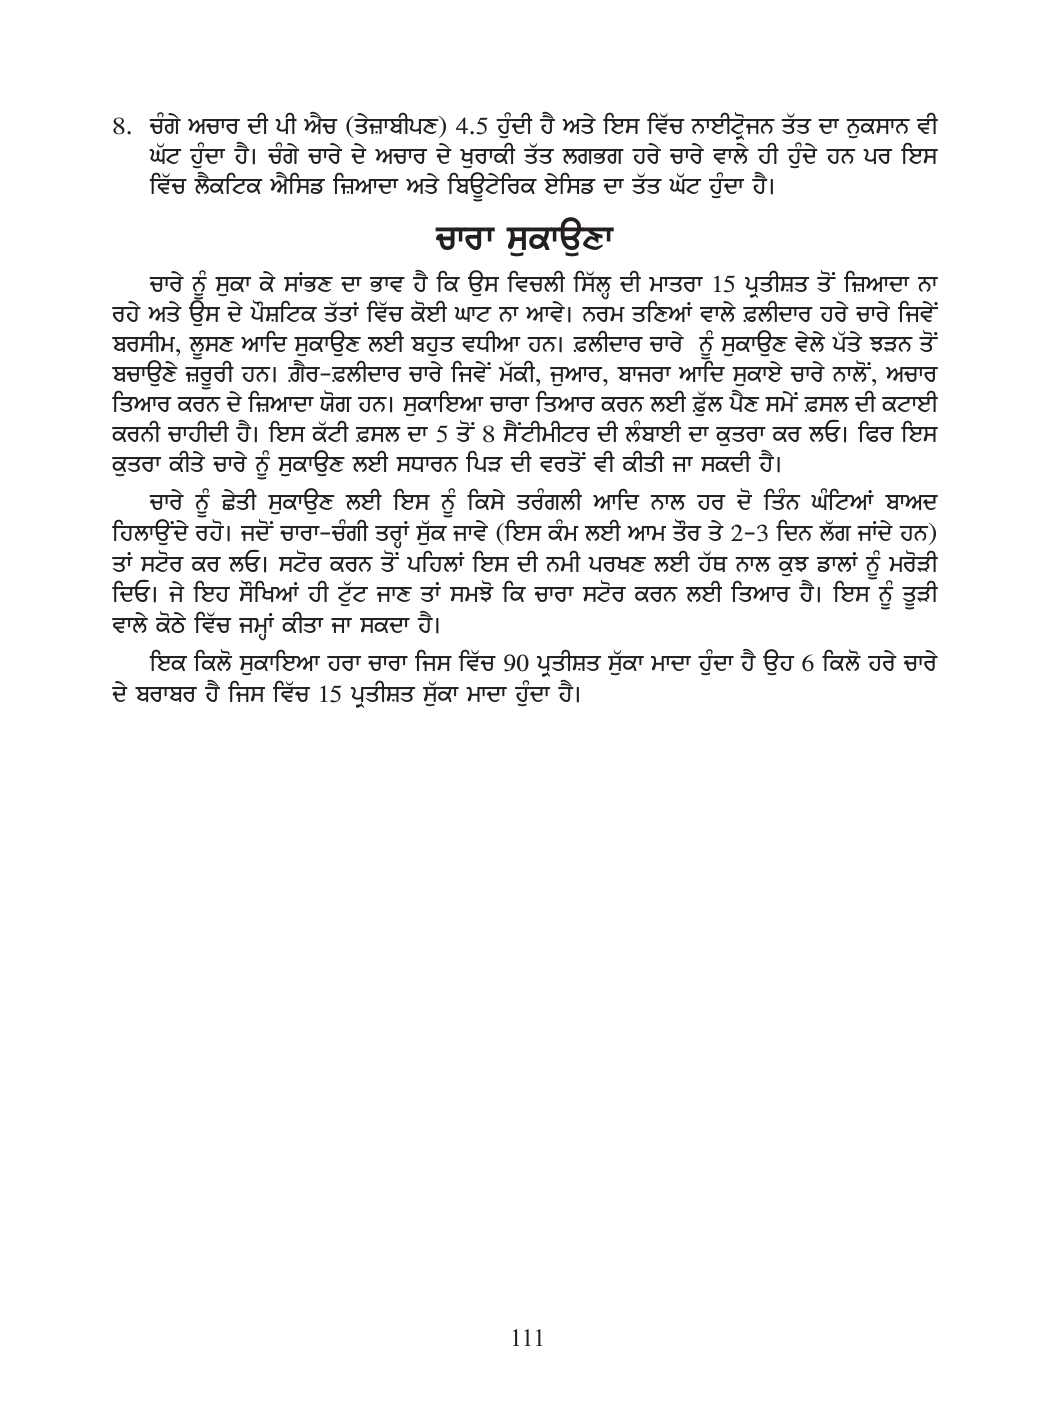 8. ਚੰਗੇ ਅਚਾਰ ਦੀ ਪੀ ਐਚ (ਤੇਜ਼ਾਬੀਪਣ) 4.5 ਹੁੰਦੀ ਹੈ ਅਤੇ ਇਸ ਵਿੱਚ ਨਾਈਟ੍ਰੋਜਨ ਤੱਤ ਦਾ ਨੁਕਸਾਨ ਵੀ
ਘੱਟ ਹੁੰਦਾ ਹੈ। ਚੰਗੇ ਚਾਰੇ ਦੇ ਅਚਾਰ ਦੇ ਖੁਰਾਕੀ ਤੱਤ ਲਗਭਗ ਹਰੇ ਚਾਰੇ ਵਾਲੇ ਹੀ ਹੁੰਦੇ ਹਨ ਪਰ ਇਸ
ਵਿੱਚ ਲੈਕਟਿਕ ਐਸਿਡ ਜ਼ਿਆਦਾ ਅਤੇ ਬਿਊਟੇਰਿਕ ਏਸਿਡ ਦਾ ਤੱਤ ਘੱਟ ਹੁੰਦਾ ਹੈ।
ਚਾਰਾ ਸੁਕਾਉਣਾ
ਚਾਰੇ ਨੂੰ ਸੁਕਾ ਕੇ ਸਾਂਭਣ ਦਾ ਭਾਵ ਹੈ ਕਿ ਉਸ ਵਿਚਲੀ ਸਿੱਲ੍ਹ ਦੀ ਮਾਤਰਾ 15 ਪ੍ਰਤੀਸ਼ਤ ਤੋਂ ਜ਼ਿਆਦਾ ਨਾ
ਰਹੇ ਅਤੇ ਉਸ ਦੇ ਪੌਸ਼ਟਿਕ ਤੱਤਾਂ ਵਿੱਚ ਕੋਈ ਘਾਟ ਨਾ ਆਵੇ। ਨਰਮ ਤਣਿਆਂ ਵਾਲੇ ਫ਼ਲੀਦਾਰ ਹਰੇ ਚਾਰੇ ਜਿਵੇਂ
ਬਰਸੀਮ, ਲੂਸਣ ਆਦਿ ਸੁਕਾਉਣ ਲਈ ਬਹੁਤ ਵਧੀਆ ਹਨ। ਫ਼ਲੀਦਾਰ ਚਾਰੇ ਨੂੰ ਸੁਕਾਉਣ ਵੇਲੇ ਪੱਤੇ ਝੜਨ ਤੋਂ
ਬਚਾਉਣੇ ਜ਼ਰੂਰੀ ਹਨ। ਗ਼ੈਰ-ਫ਼ਲੀਦਾਰ ਚਾਰੇ ਜਿਵੇਂ ਮੱਕੀ, ਜੁਆਰ, ਬਾਜਰਾ ਆਦਿ ਸੁਕਾਏ ਚਾਰੇ ਨਾਲੋਂ, ਅਚਾਰ
ਤਿਆਰ ਕਰਨ ਦੇ ਜ਼ਿਆਦਾ ਯੋਗ ਹਨ। ਸੁਕਾਇਆ ਚਾਰਾ ਤਿਆਰ ਕਰਨ ਲਈ ਫ਼ੁੱਲ ਪੈਣ ਸਮੇਂ ਫ਼ਸਲ ਦੀ ਕਟਾਈ
ਕਰਨੀ ਚਾਹੀਦੀ ਹੈ। ਇਸ ਕੱਟੀ ਫ਼ਸਲ ਦਾ 5 ਤੋਂ 8 ਸੈਂਟੀਮੀਟਰ ਦੀ ਲੰਬਾਈ ਦਾ ਕੁਤਰਾ ਕਰ ਲਓ। ਫਿਰ ਇਸ
ਕੁਤਰਾ ਕੀਤੇ ਚਾਰੇ ਨੂੰ ਸੁਕਾਉਣ ਲਈ ਸਧਾਰਨ ਪਿੜ ਦੀ ਵਰਤੋਂ ਵੀ ਕੀਤੀ ਜਾ ਸਕਦੀ ਹੈ।
ਚਾਰੇ ਨੂੰ ਛੇਤੀ ਸੁਕਾਉਣ ਲਈ ਇਸ ਨੂੰ ਕਿਸੇ ਤਰੰਗਲੀ ਆਦਿ ਨਾਲ ਹਰ ਦੋ ਤਿੰਨ ਘੰਟਿਆਂ ਬਾਅਦ
ਹਿਲਾਉਂਦੇ ਰਹੋ। ਜਦੋਂ ਚਾਰਾ-ਚੰਗੀ ਤਰ੍ਹਾਂ ਸੁੱਕ ਜਾਵੇ (ਇਸ ਕੰਮ ਲਈ ਆਮ ਤੌਰ ਤੇ 2-3 ਦਿਨ ਲੱਗ ਜਾਂਦੇ ਹਨ)
ਤਾਂ ਸਟੋਰ ਕਰ ਲਓ। ਸਟੋਰ ਕਰਨ ਤੋਂ ਪਹਿਲਾਂ ਇਸ ਦੀ ਨਮੀ ਪਰਖਣ ਲਈ ਹੱਥ ਨਾਲ ਕੁਝ ਡਾਲਾਂ ਨੂੰ ਮਰੋੜੀ
ਦਿਓ। ਜੇ ਇਹ ਸੌਖਿਆਂ ਹੀ ਟੁੱਟ ਜਾਣ ਤਾਂ ਸਮਝੋ ਕਿ ਚਾਰਾ ਸਟੋਰ ਕਰਨ ਲਈ ਤਿਆਰ ਹੈ। ਇਸ ਨੂੰ ਤੂੜੀ
ਵਾਲੇ ਕੋਠੇ ਵਿੱਚ ਜਮ੍ਹਾਂ ਕੀਤਾ ਜਾ ਸਕਦਾ ਹੈ।
ਇਕ ਕਿਲੋ ਸੁਕਾਇਆ ਹਰਾ ਚਾਰਾ ਜਿਸ ਵਿੱਚ 90 ਪ੍ਰਤੀਸ਼ਤ ਸੁੱਕਾ ਮਾਦਾ ਹੁੰਦਾ ਹੈ ਉਹ 6 ਕਿਲੋ ਹਰੇ ਚਾਰੇ
ਦੇ ਬਰਾਬਰ ਹੈ ਜਿਸ ਵਿੱਚ 15 ਪ੍ਰਤੀਸ਼ਤ ਸੁੱਕਾ ਮਾਦਾ ਹੁੰਦਾ ਹੈ।
111